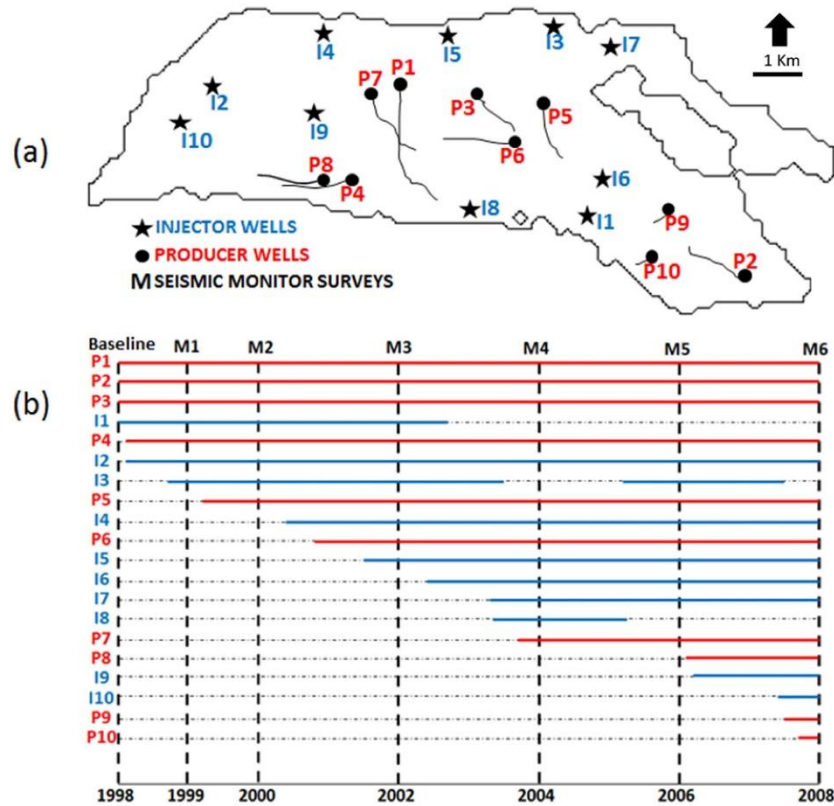 (a)
I4
I5
I3
I7
1 Km
P7
P1
I2
P3
P5
I10
I9
P6
P8
P4
I6
I8
I1
P9
INJECTOR WELLS
PRODUCER WELLS
P10
P2
M SEISMIC MONITOR SURVEYS
(b)
Baseline M1 M2 M3 M4 M5 M6
P1
P2
P3
I1
P4
I2
I3
P5
I4
P6
I5
I6
I7
I8
P7
P8
I9
I10
P9
P10
1998 1999 2000 2002 2004 2006 2008